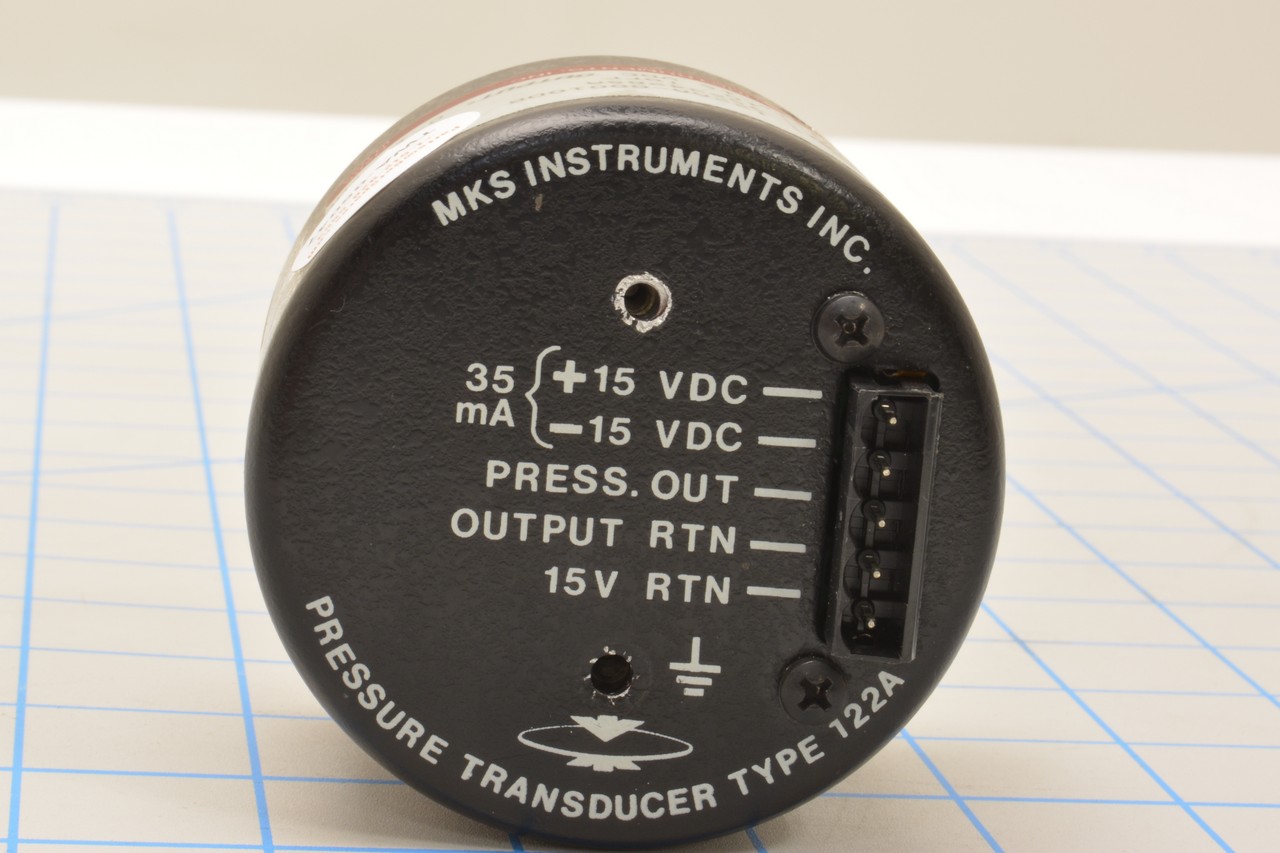 MKS INSTRUMENTS INC.
35
mA
+15 VDC
−15 VDC
PRESS. OUT
OUTPUT RTN
15V RTN
PRESSURE TRANSDUCER TYPE 122A